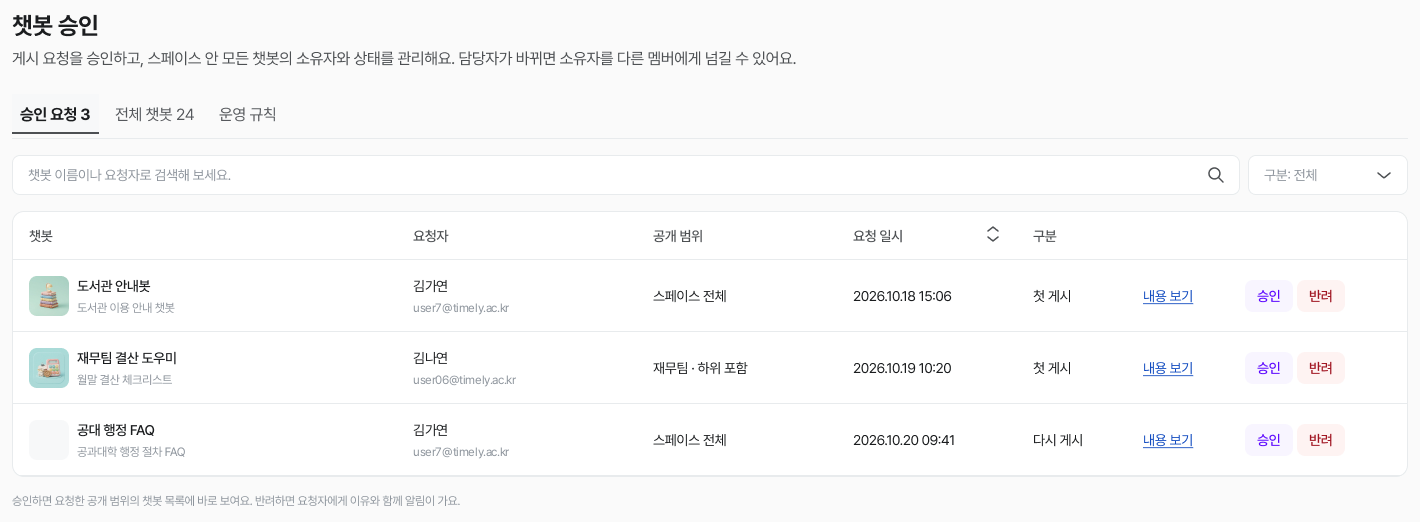 챗봇 승인
게시 요청을 승인하고, 스페이스 안 모든 챗봇의 소유자와 상태를 관리해요. 담당자가 바뀌면 소유자를 다른 멤버에게 넘길 수 있어요.
승인 요청 3 전체 챗봇 24 운영 규칙
챗봇 이름이나 요청자로 검색해 보세요. 구분: 전체
챗봇 요청자 공개 범위 요청 일시 구분
도서관 안내봇 김가연
도서관 이용 안내 챗봇 user7@timely.ac.kr 스페이스 전체 2026.10.18 15:06 첫 게시 내용 보기 승인 반려
재무팀 결산 도우미 김나연
월말 결산 체크리스트 user06@timely.ac.kr 재무팀 · 하위 포함 2026.10.19 10:20 첫 게시 내용 보기 승인 반려
공대 행정 FAQ 김가연
공과대학 행정 절차 FAQ user7@timely.ac.kr 스페이스 전체 2026.10.20 09:41 다시 게시 내용 보기 승인 반려
승인하면 요청한 공개 범위의 챗봇 목록에 바로 보여요. 반려하면 요청자에게 이유와 함께 알림이 가요.